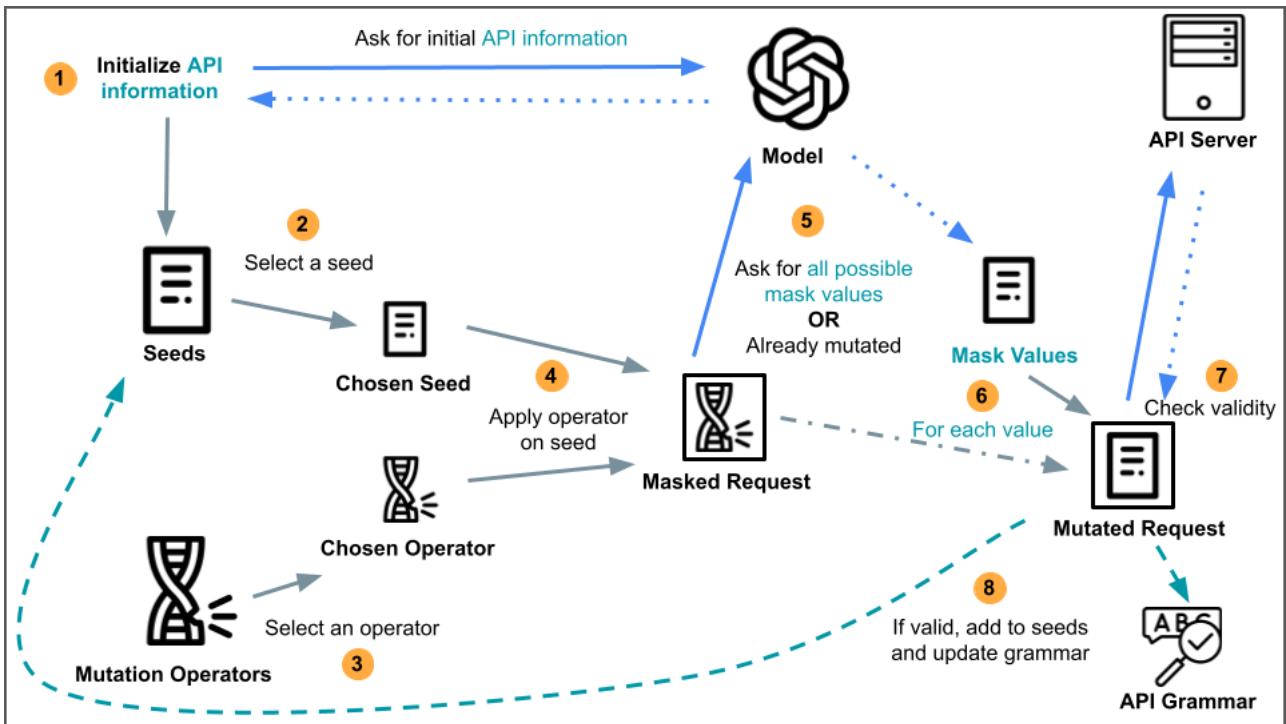 Ask for initial API information
1
Initialize API
information
Model
API Server
2
Select a seed
5
Ask for all possible
mask values
OR
Already mutated
Seeds
Chosen Seed
4
Apply operator
on seed
Mask Values
7
Check validity
6
For each value
Masked Request
Mutated Request
Chosen Operator
Select an operator
3
Mutation Operators
8
If valid, add to seeds
and update grammar
ABC
API Grammar